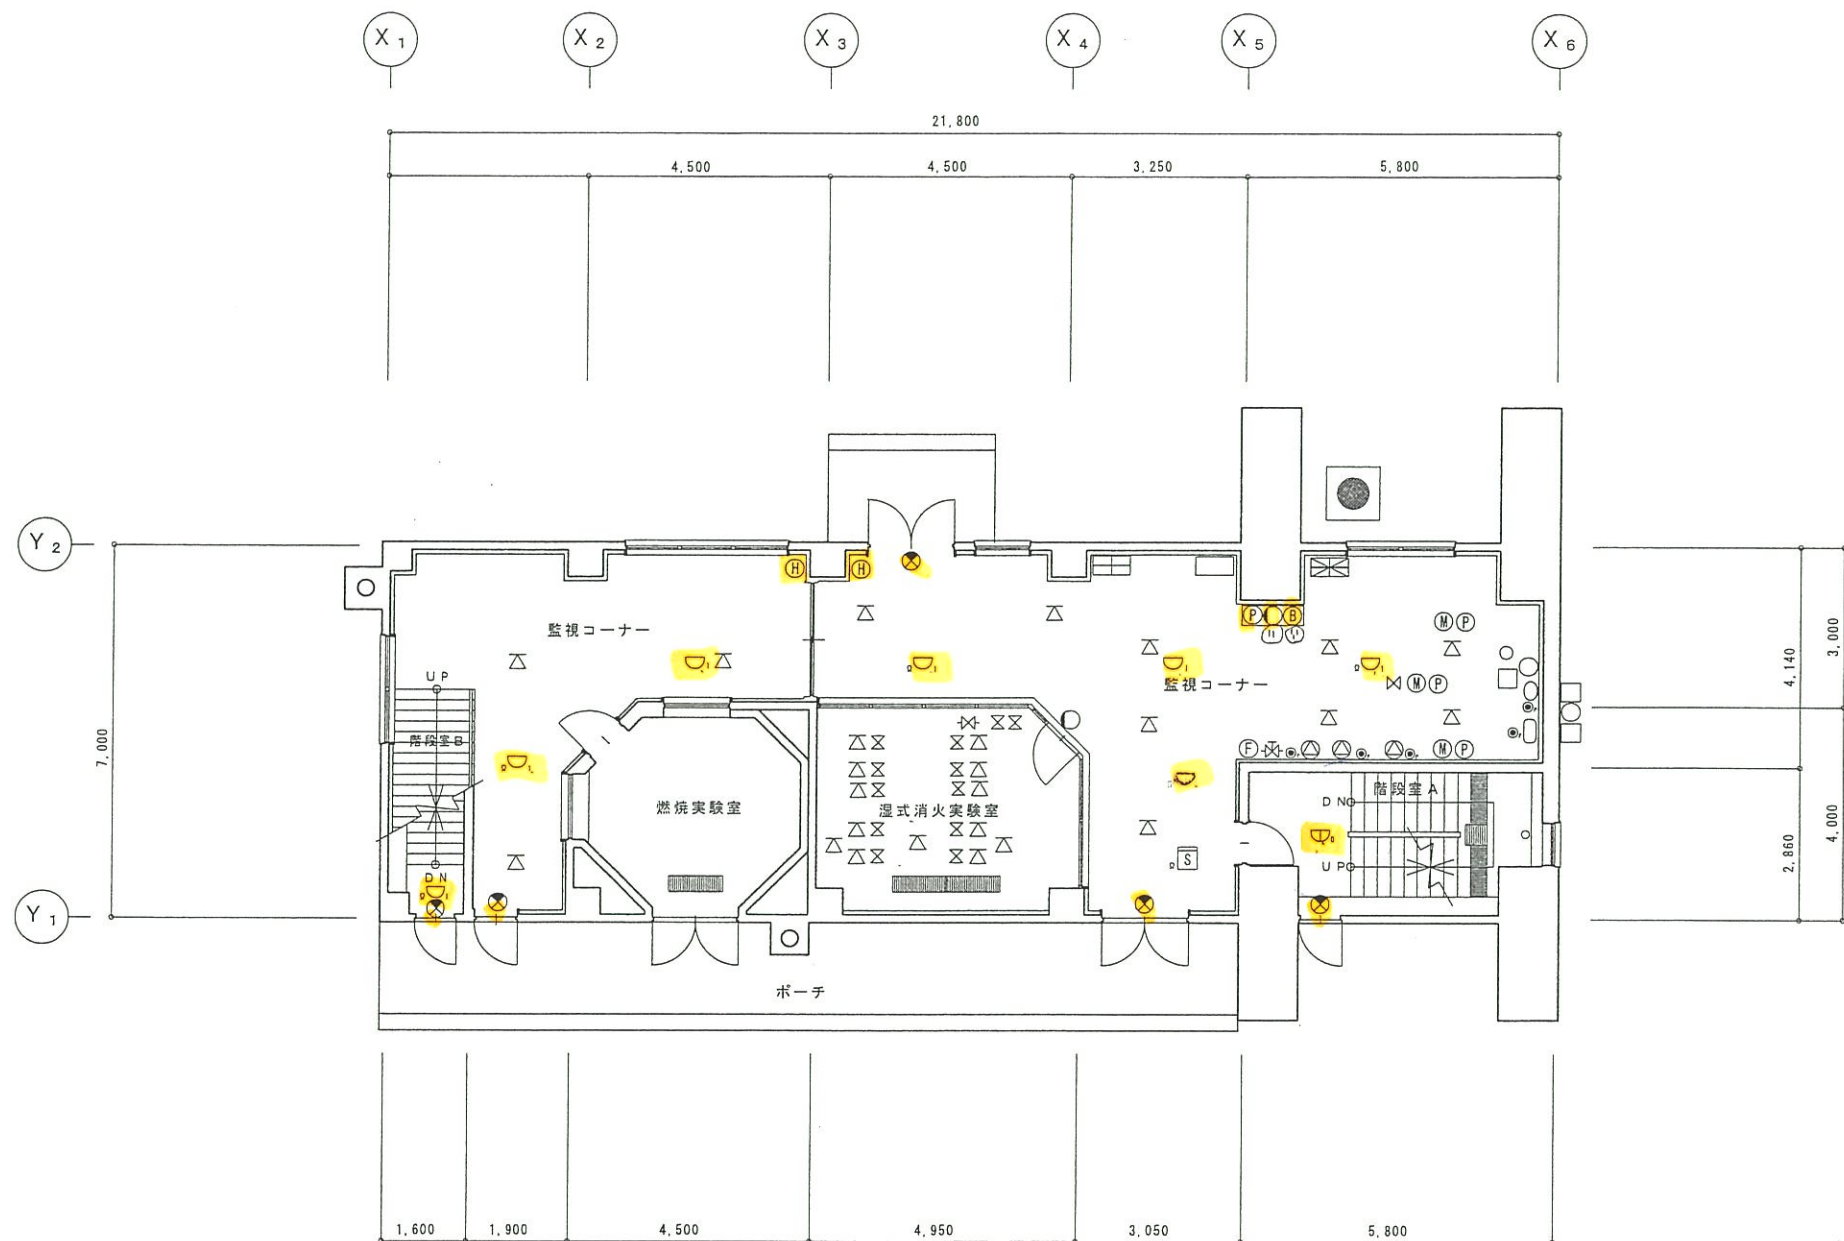 X1 X2 X3 X4 X5 X6
21,800
4,500 4,500 3,250 5,800
Y2
H H
P B
M P
監視コーナー
3,000
4,140
UP
監視コーナー
M P
階段室B
7,000
F M P
階段室A
燃焼実験室
湿式消火実験室
DN
4,000
S
2,860
UP
DN
Y1
ポーチ
1,600 1,900 4,500 4,950 3,050 5,800